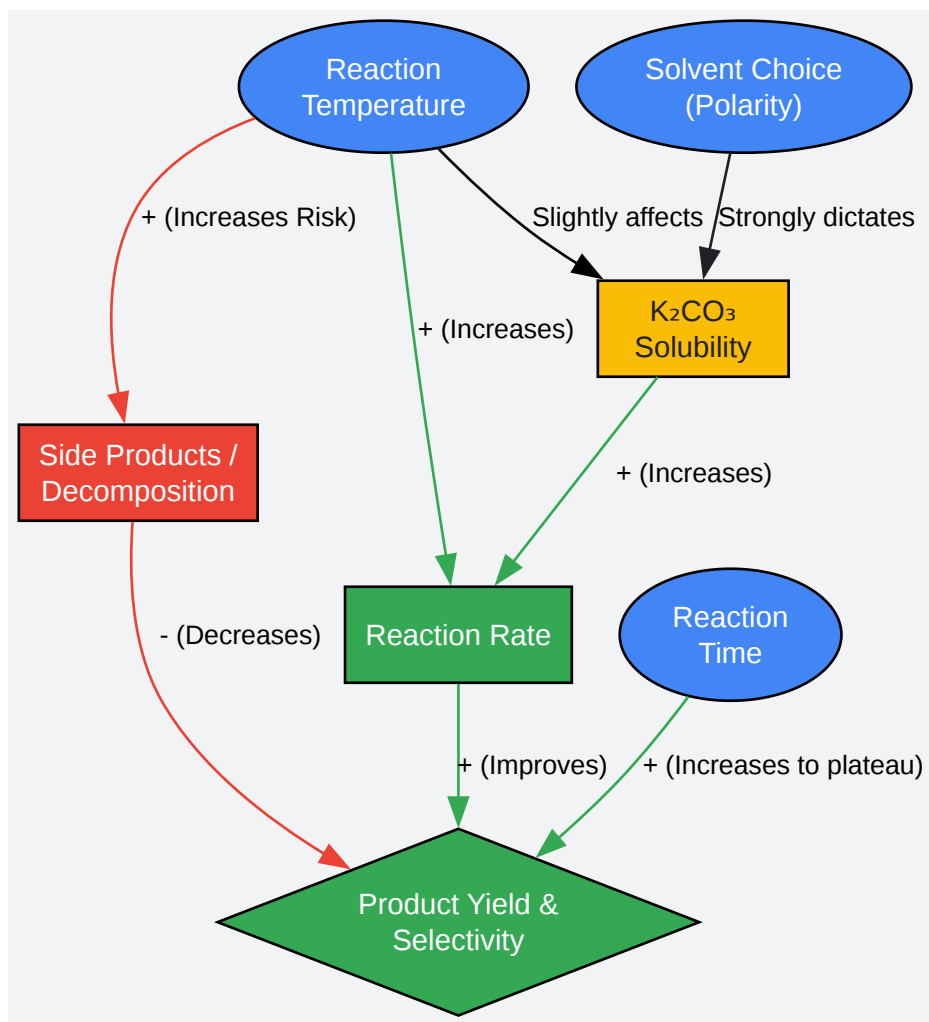 Reaction
Temperature
Solvent Choice
(Polarity)
+ (Increases Risk)
Slightly affects
Strongly dictates
K₂CO₃
Solubility
+ (Increases)
Side Products /
Decomposition
+ (Increases)
Reaction Rate
Reaction
Time
- (Decreases)
+ (Improves)
+ (Increases to plateau)
Product Yield &
Selectivity